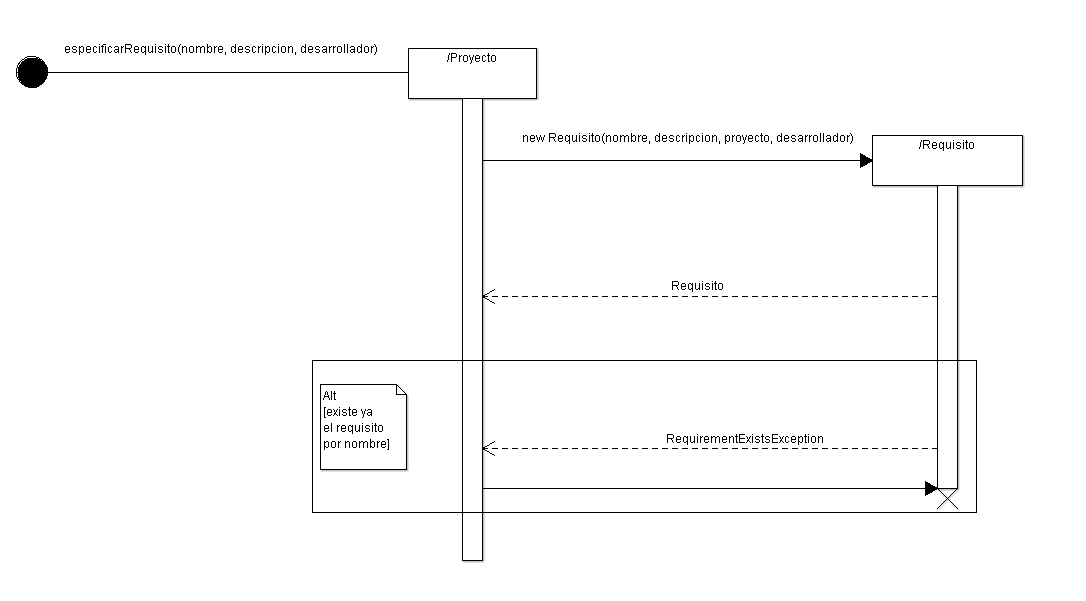 especificarRequisito(nombre, descripcion, desarrollador)
/Proyecto
new Requisito(nombre, descripcion, proyecto, desarrollador)
/Requisito
Requisito
Alt
[existe ya
el requisito
por nombre]
RequirementExistsException